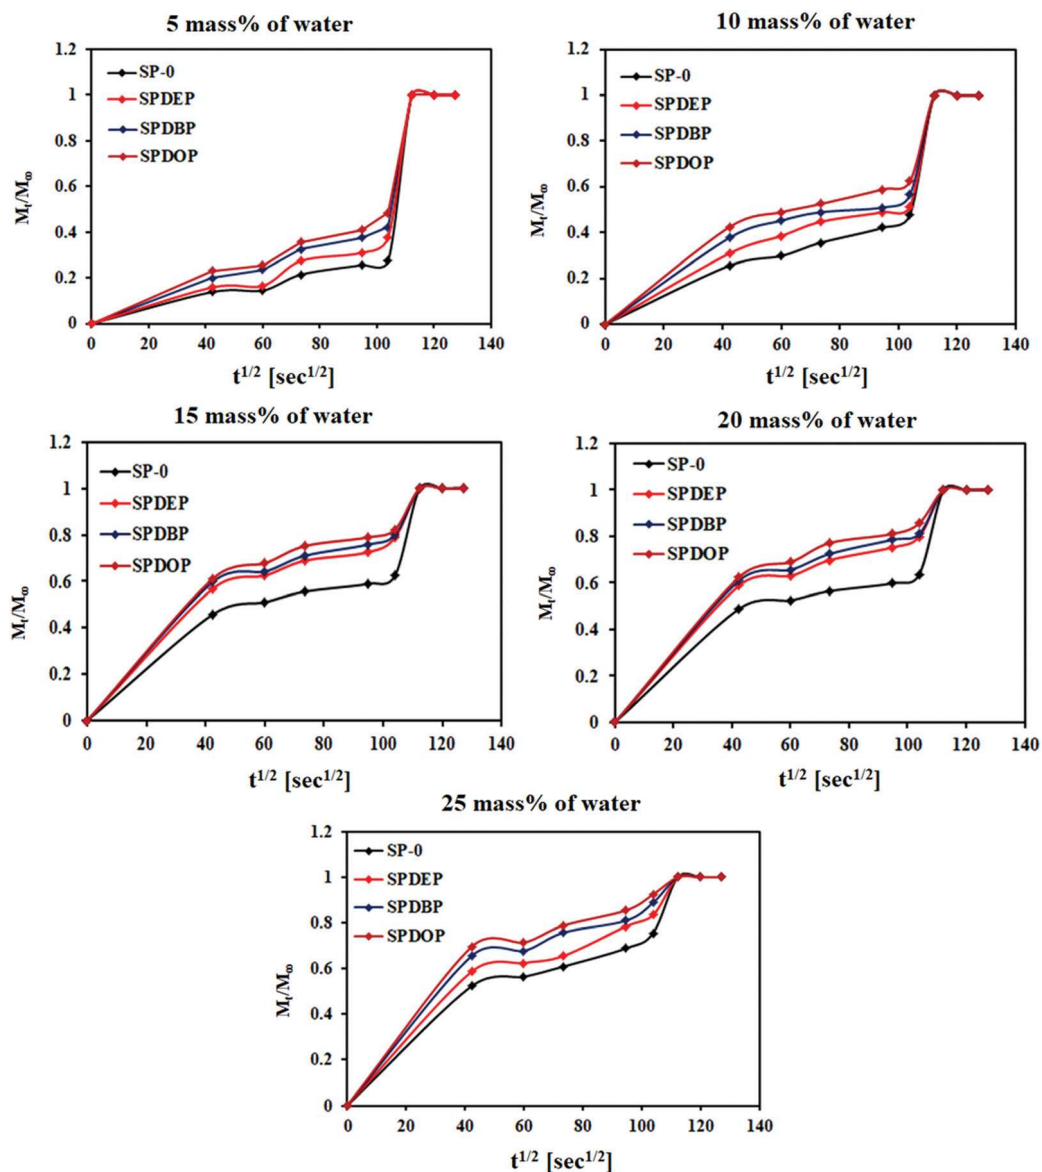 5 mass% of water
1.2
1
0.8
0.6
0.4
0.2
0
Mt/M∞
SP-0
SPDEP
SPDBP
SPDOP
0 20 40 60 80 100 120 140
t1/2 [sec1/2]
10 mass% of water
1.2
1
0.8
0.6
0.4
0.2
0
Mt/M∞
SP-0
SPDEP
SPDBP
SPDOP
0 20 40 60 80 100 120 140
t1/2 [sec1/2]
15 mass% of water
1.2
1
0.8
0.6
0.4
0.2
0
Mt/M∞
SP-0
SPDEP
SPDBP
SPDOP
0 20 40 60 80 100 120 140
t1/2 [sec1/2]
20 mass% of water
1.2
1
0.8
0.6
0.4
0.2
0
Mt/M∞
SP-0
SPDEP
SPDBP
SPDOP
0 20 40 60 80 100 120 140
t1/2 [sec1/2]
25 mass% of water
1.2
1
0.8
0.6
0.4
0.2
0
Mt/M∞
SP-0
SPDEP
SPDBP
SPDOP
0 20 40 60 80 100 120 140
t1/2 [sec1/2]